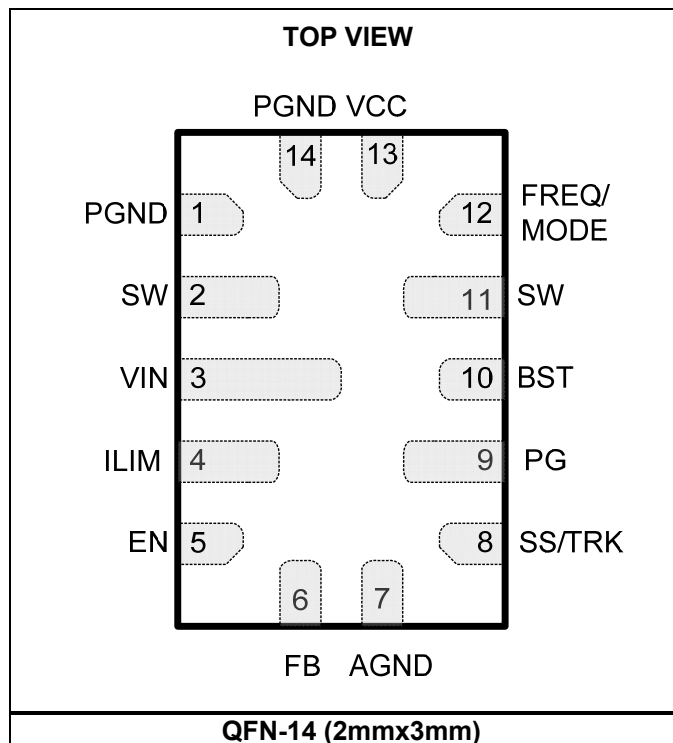 TOP VIEW
PGND VCC
14 13
PGND 1 12 FREQ/
MODE
SW 2 11 SW
VIN 3 10 BST
ILIM 4 9 PG
EN 5 8 SS/TRK
6 7
FB AGND
QFN-14 (2mmx3mm)